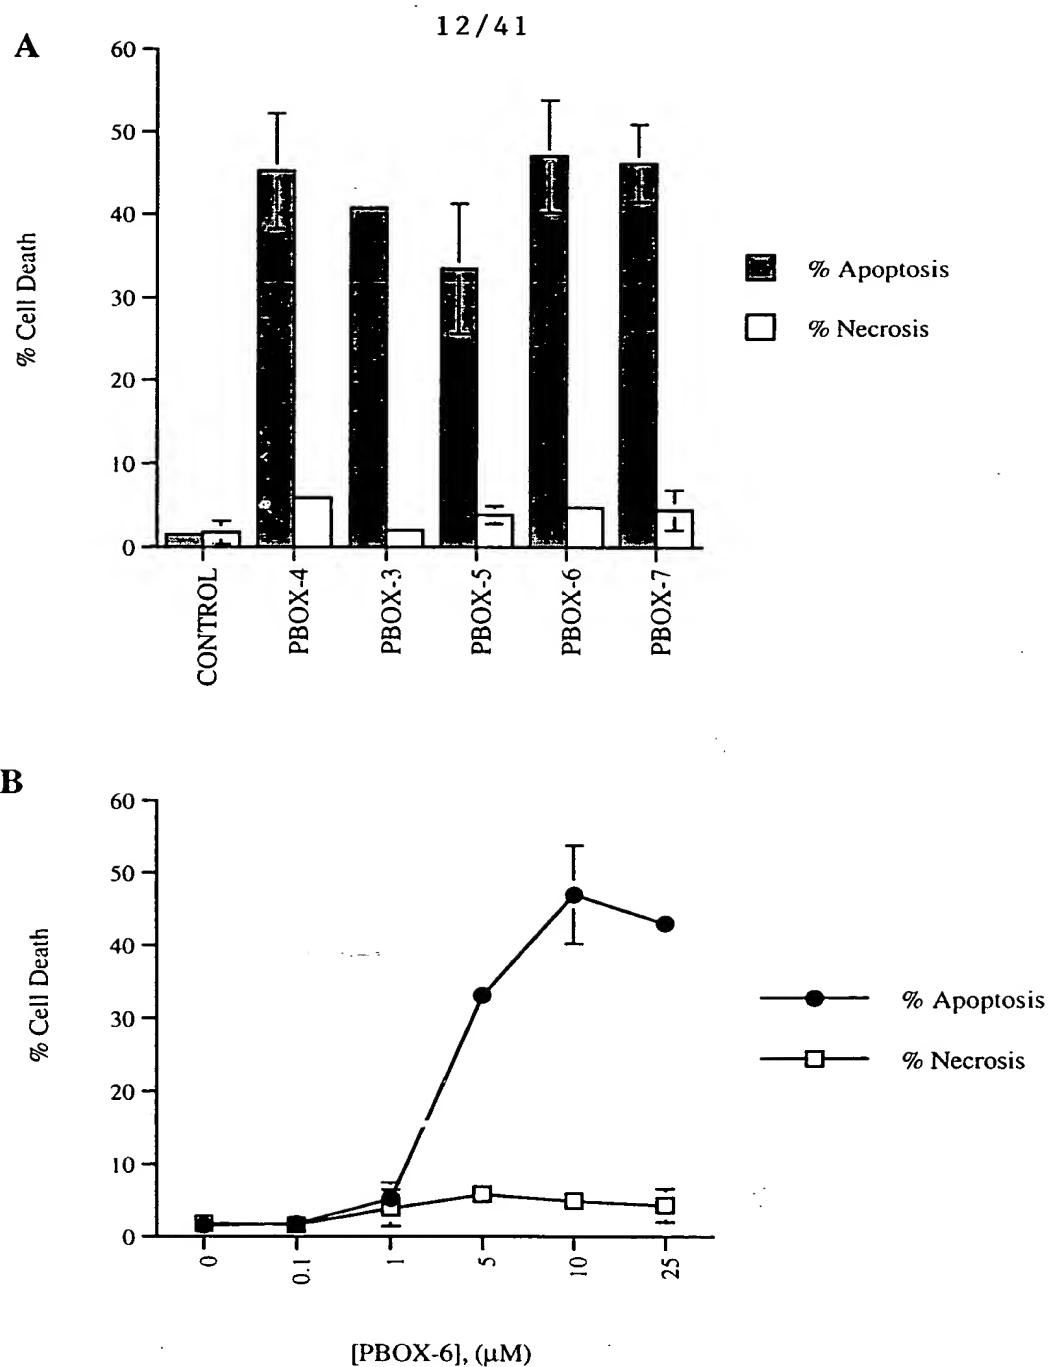 12/41
A
60
50
40
30
20
10
0
% Cell Death
% Apoptosis
% Necrosis
CONTROL
PBOX-4
PBOX-3
PBOX-5
PBOX-6
PBOX-7
B
60
50
40
30
20
10
0
% Cell Death
% Apoptosis
% Necrosis
0
0.1
1
5
10
25
[PBOX-6], (μM)